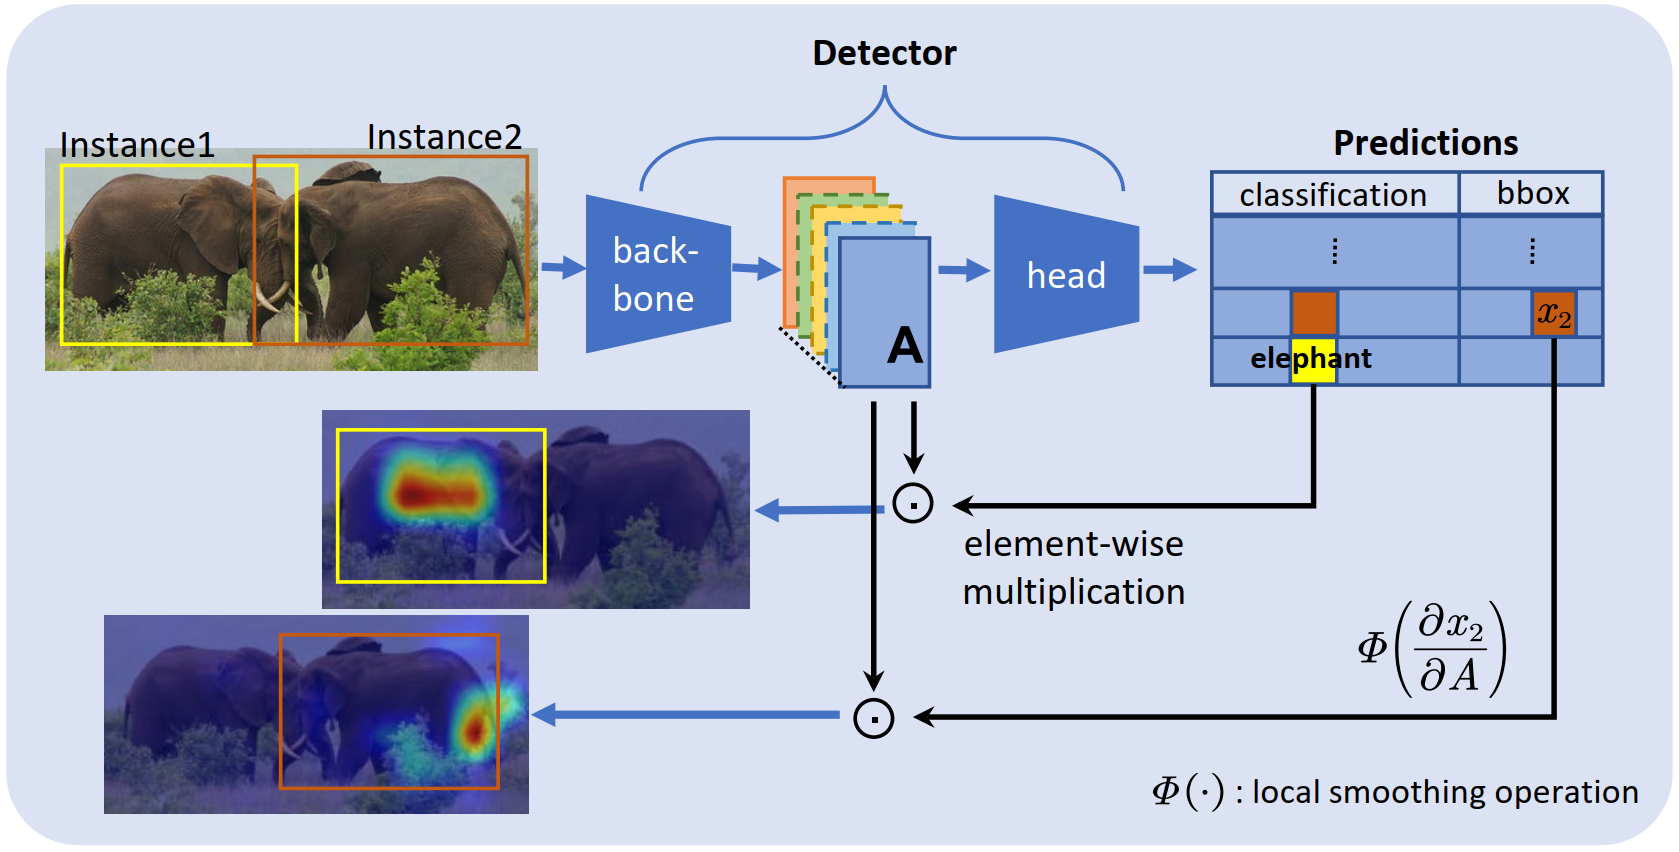 Detector
Instance1
Instance2
Predictions
classification
bbox
⋮
⋮
back-
bone
A
head
x₂
elephant
element-wise
multiplication
Φ(∂x₂/∂A)
Φ(·) : local smoothing operation